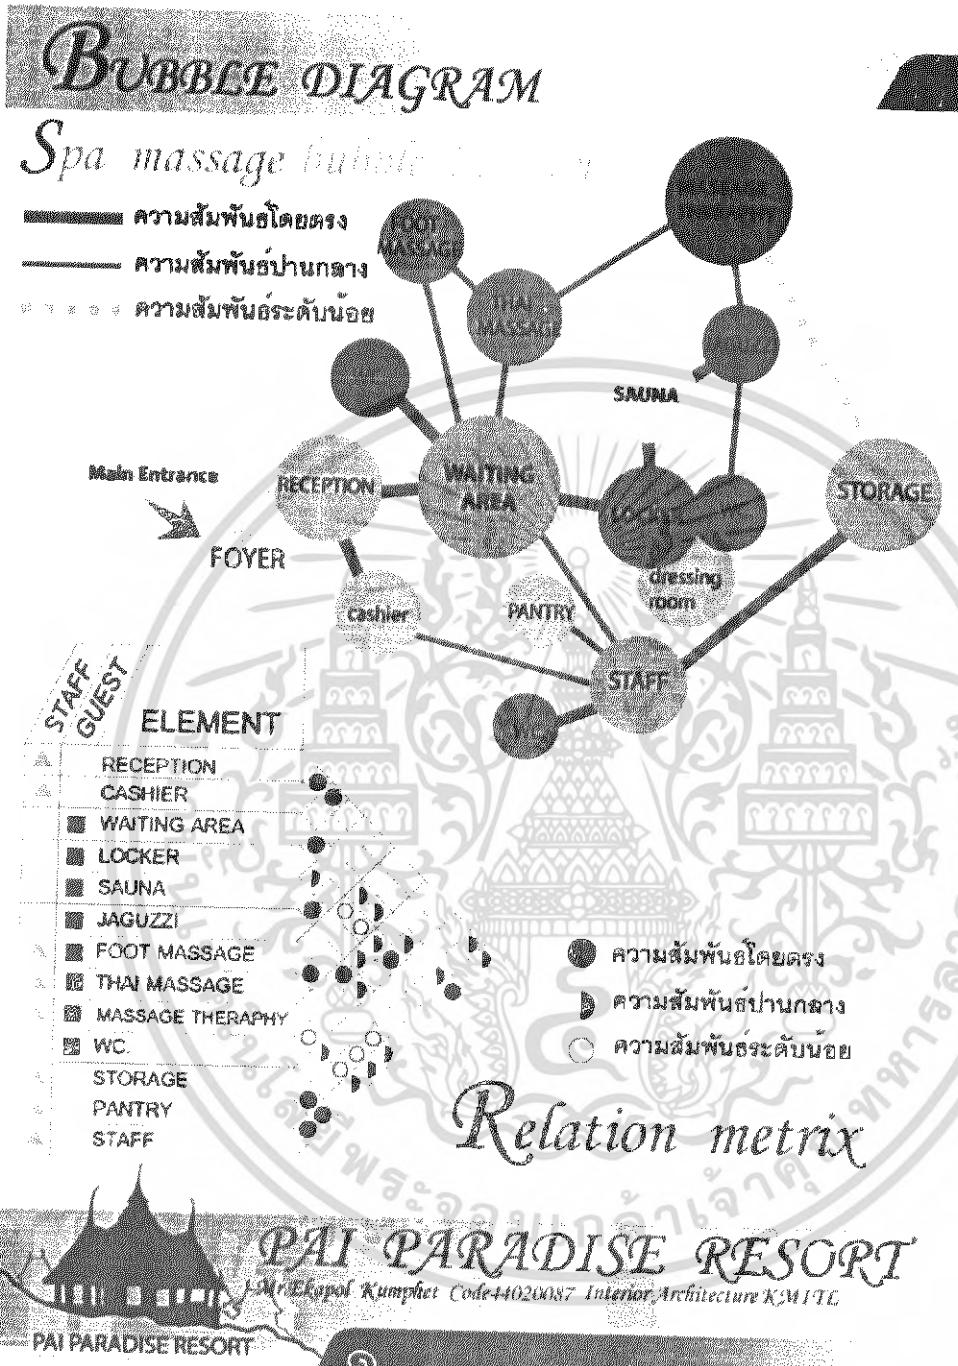 BUBBLE DIAGRAM
Spa massage bubble
ความสัมพันธ์โดยตรง
ความสัมพันธ์ปานกลาง
ความสัมพันธ์ระดับน้อย
FOOT
MASSAGE
THAI
MASSAGE
SAUNA
WAITING
AREA
Main Entrance
RECEPTION
FOYER
LOCKER
STORAGE
cashier
PANTRY
dressing
room
STAFF
WC
STAFF
GUEST
ELEMENT
RECEPTION
CASHIER
WAITING AREA
LOCKER
SAUNA
JAGUZZI
FOOT MASSAGE
THAI MASSAGE
MASSAGE THERAPHY
WC.
STORAGE
PANTRY
STAFF
ความสัมพันธ์โดยตรง
ความสัมพันธ์ปานกลาง
ความสัมพันธ์ระดับน้อย
Relation metrix
PAI PARADISE RESORT
Mr.Ekapol Kumphet Code44020087 Interior Architecture KMITL
PAI PARADISE RESORT